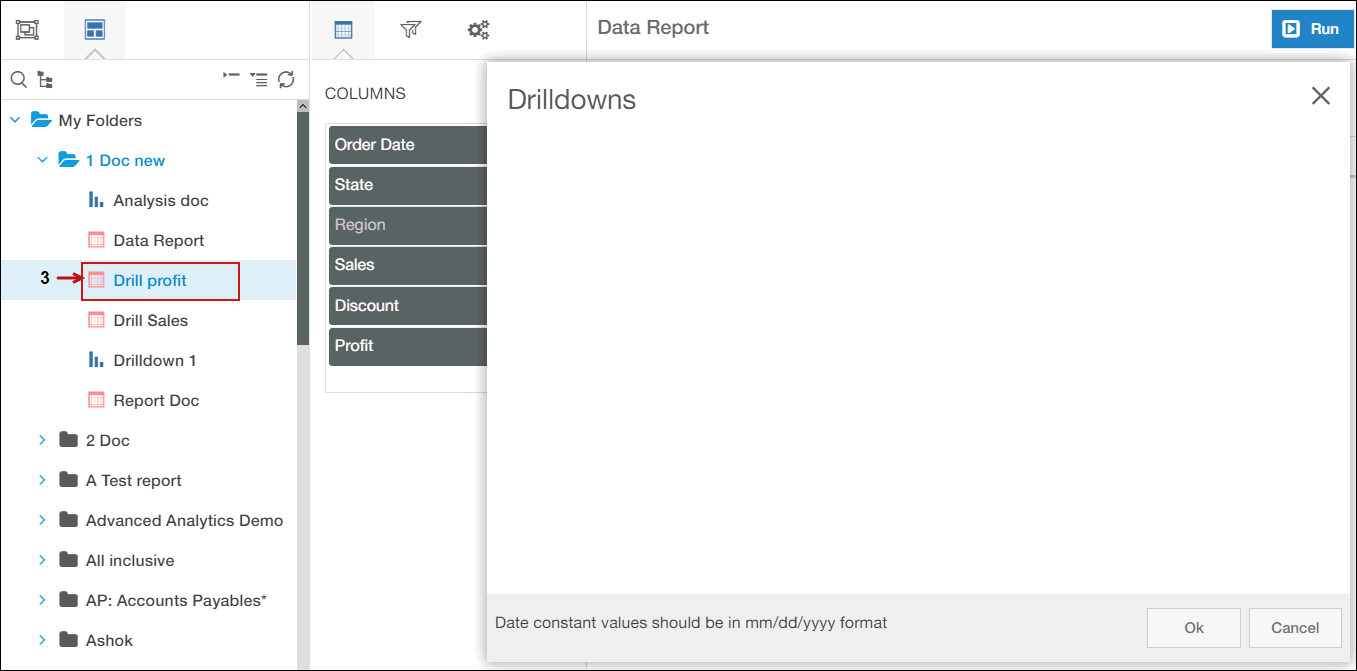 Data Report
Run
COLUMNS
Drilldowns
My Folders
1 Doc new
Analysis doc
Data Report
3
Drill profit
Drill Sales
Drilldown 1
Report Doc
2 Doc
A Test report
Advanced Analytics Demo
All inclusive
AP: Accounts Payables*
Ashok
Order Date
State
Region
Sales
Discount
Profit
Date constant values should be in mm/dd/yyyy format
Ok
Cancel